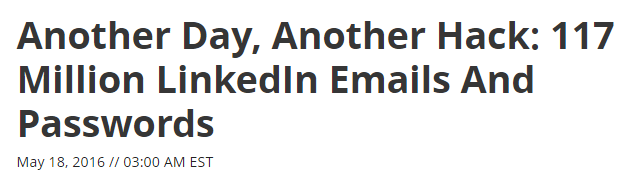 Another Day, Another Hack: 117
Million LinkedIn Emails And
Passwords
May 18, 2016 // 03:00 AM EST